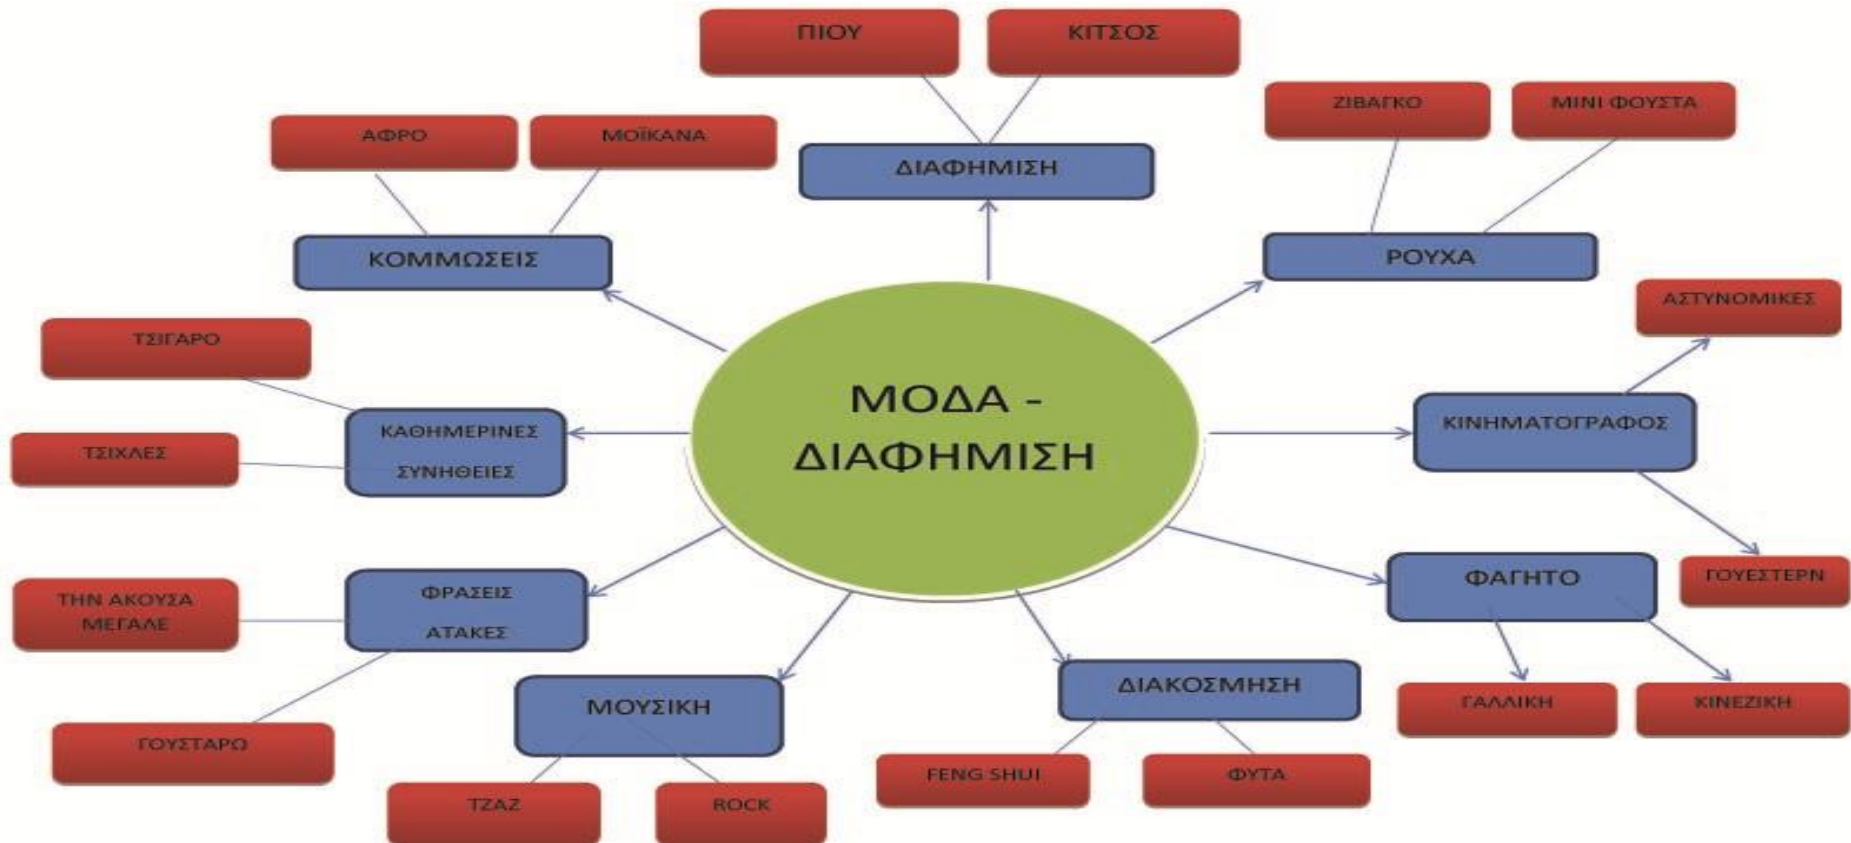 ΠΙΟΥ
ΚΙΤΣΟΣ
ΖΙΒΑΓΚΟ
ΜΙΝΙ ΦΟΥΣΤΑ
ΑΦΡΟ
ΜΟΪΚΑΝΑ
ΔΙΑΦΗΜΙΣΗ
ΚΟΜΜΩΣΕΙΣ
ΡΟΥΧΑ
ΑΣΤΥΝΟΜΙΚΕΣ
ΤΣΙΓΑΡΟ
ΜΟΔΑ -
ΔΙΑΦΗΜΙΣΗ
ΚΑΘΗΜΕΡΙΝΕΣ
ΣΥΝΗΘΕΙΕΣ
ΚΙΝΗΜΑΤΟΓΡΑΦΟΣ
ΤΣΙΧΛΕΣ
ΦΑΓΗΤΟ
ΓΟΥΕΣΤΕΡΝ
ΤΗΝ ΑΚΟΥΣΑ
ΜΕΓΑΛΕ
ΦΡΑΣΕΙΣ
ΑΤΑΚΕΣ
ΔΙΑΚΟΣΜΗΣΗ
ΜΟΥΣΙΚΗ
ΓΑΛΛΙΚΗ
ΚΙΝΕΖΙΚΗ
ΓΟΥΣΤΑΡΩ
FENG SHUI
ΦΥΤΑ
ΤΖΑΖ
ROCK